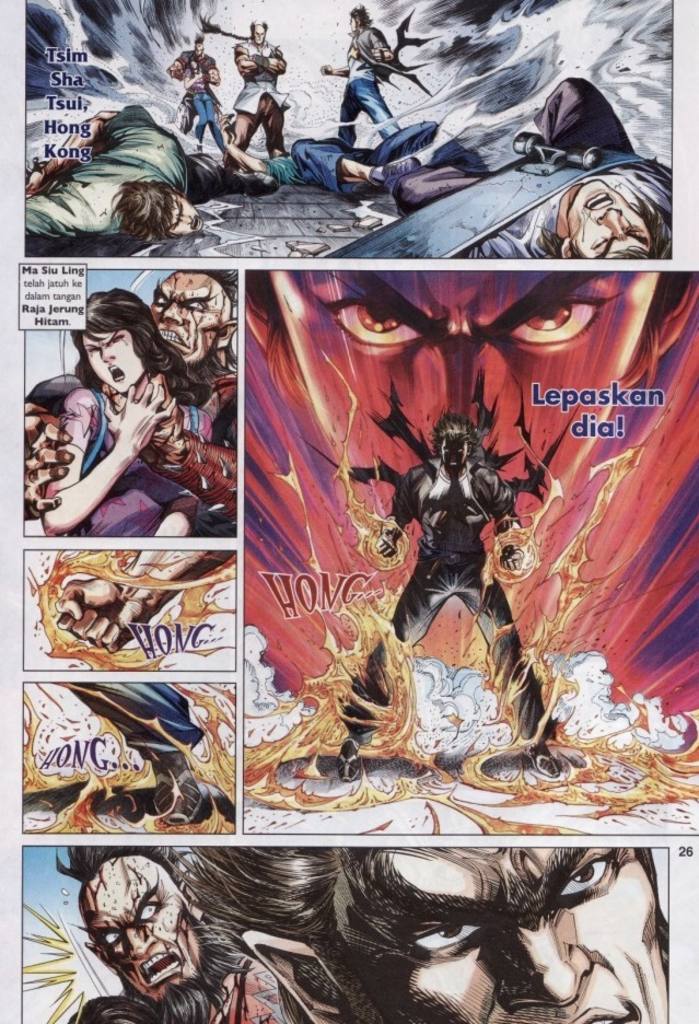 Tsim
Sha
Tsui,
Hong
Kong
Ma Siu Ling
telah jatuh ke
dalam tangan
Raja Jerung
Hitam.
Lepaskan
dia!
HONG...
HONG...
HONG...
26